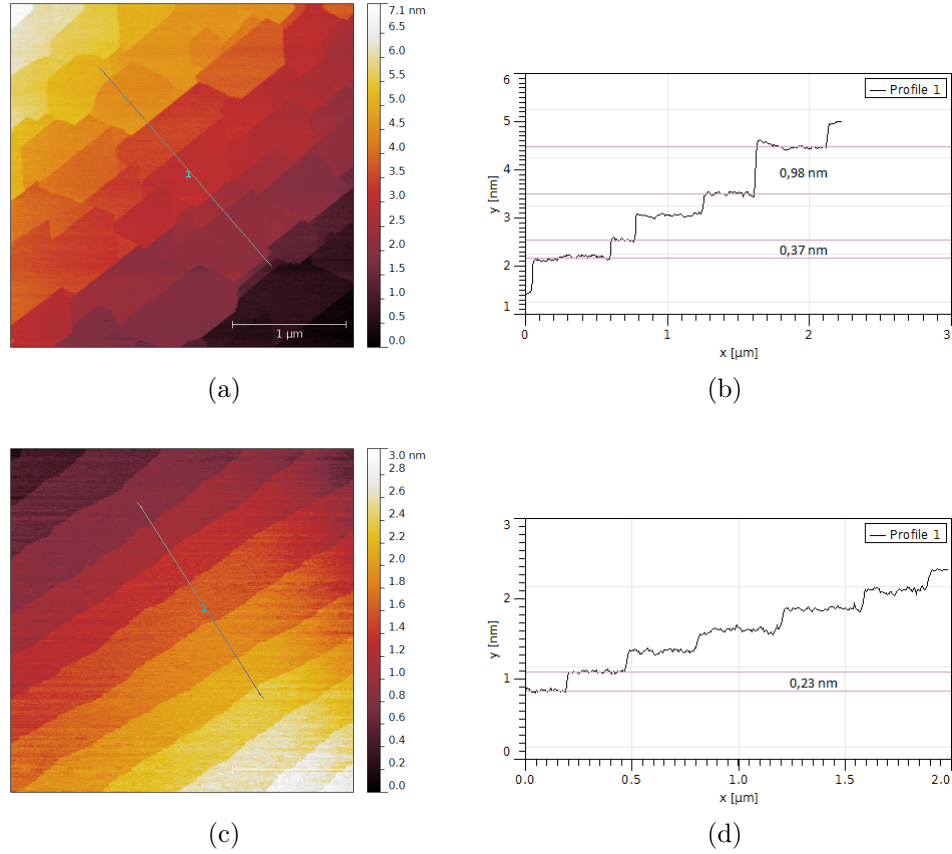 7.1 nm
6.5
6.0
5.5
5.0
4.5
4.0
3.5
3.0
2.5
2.0
1.5
1.0
0.5
0.0
1
1 µm
(a)
Profile 1
6
5
4
3
2
1
y [nm]
0,98 nm
0,37 nm
0
1
2
3
x [µm]
(b)
3.0 nm
2.8
2.6
2.4
2.2
2.0
1.8
1.6
1.4
1.2
1.0
0.8
0.6
0.4
0.2
0.0
1
1 µm
(c)
Profile 1
3
2
1
0
y [nm]
0,23 nm
0.0
0.5
1.0
1.5
2.0
x [µm]
(d)